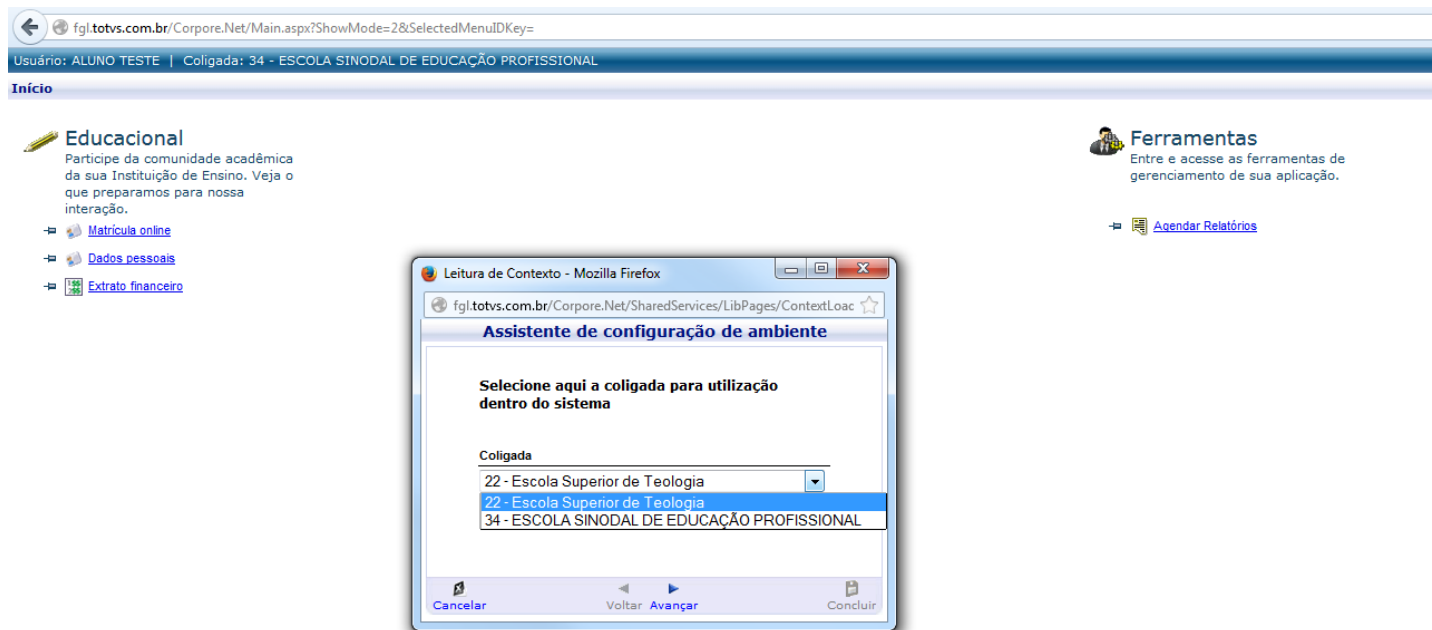 fgl.totvs.com.br/Corpore.Net/Main.aspx?ShowMode=2&SelectedMenuIDKey=
Usuário: ALUNO TESTE | Coligada: 34 - ESCOLA SINODAL DE EDUCAÇÃO PROFISSIONAL
Início
Educacional
Participe da comunidade acadêmica
da sua Instituição de Ensino. Veja o
que preparamos para nossa
interação.
Matrícula online
Dados pessoais
Extrato financeiro
Ferramentas
Entre e acesse as ferramentas de
gerenciamento de sua aplicação.
Agendar Relatórios
Leitura de Contexto - Mozilla Firefox
fgl.totvs.com.br/Corpore.Net/SharedServices/LibPages/ContextLoac
Assistente de configuração de ambiente
Selecione aqui a coligada para utilização
dentro do sistema
Coligada
22 - Escola Superior de Teologia
22 - Escola Superior de Teologia
34 - ESCOLA SINODAL DE EDUCAÇÃO PROFISSIONAL
Cancelar Voltar Avançar Concluir